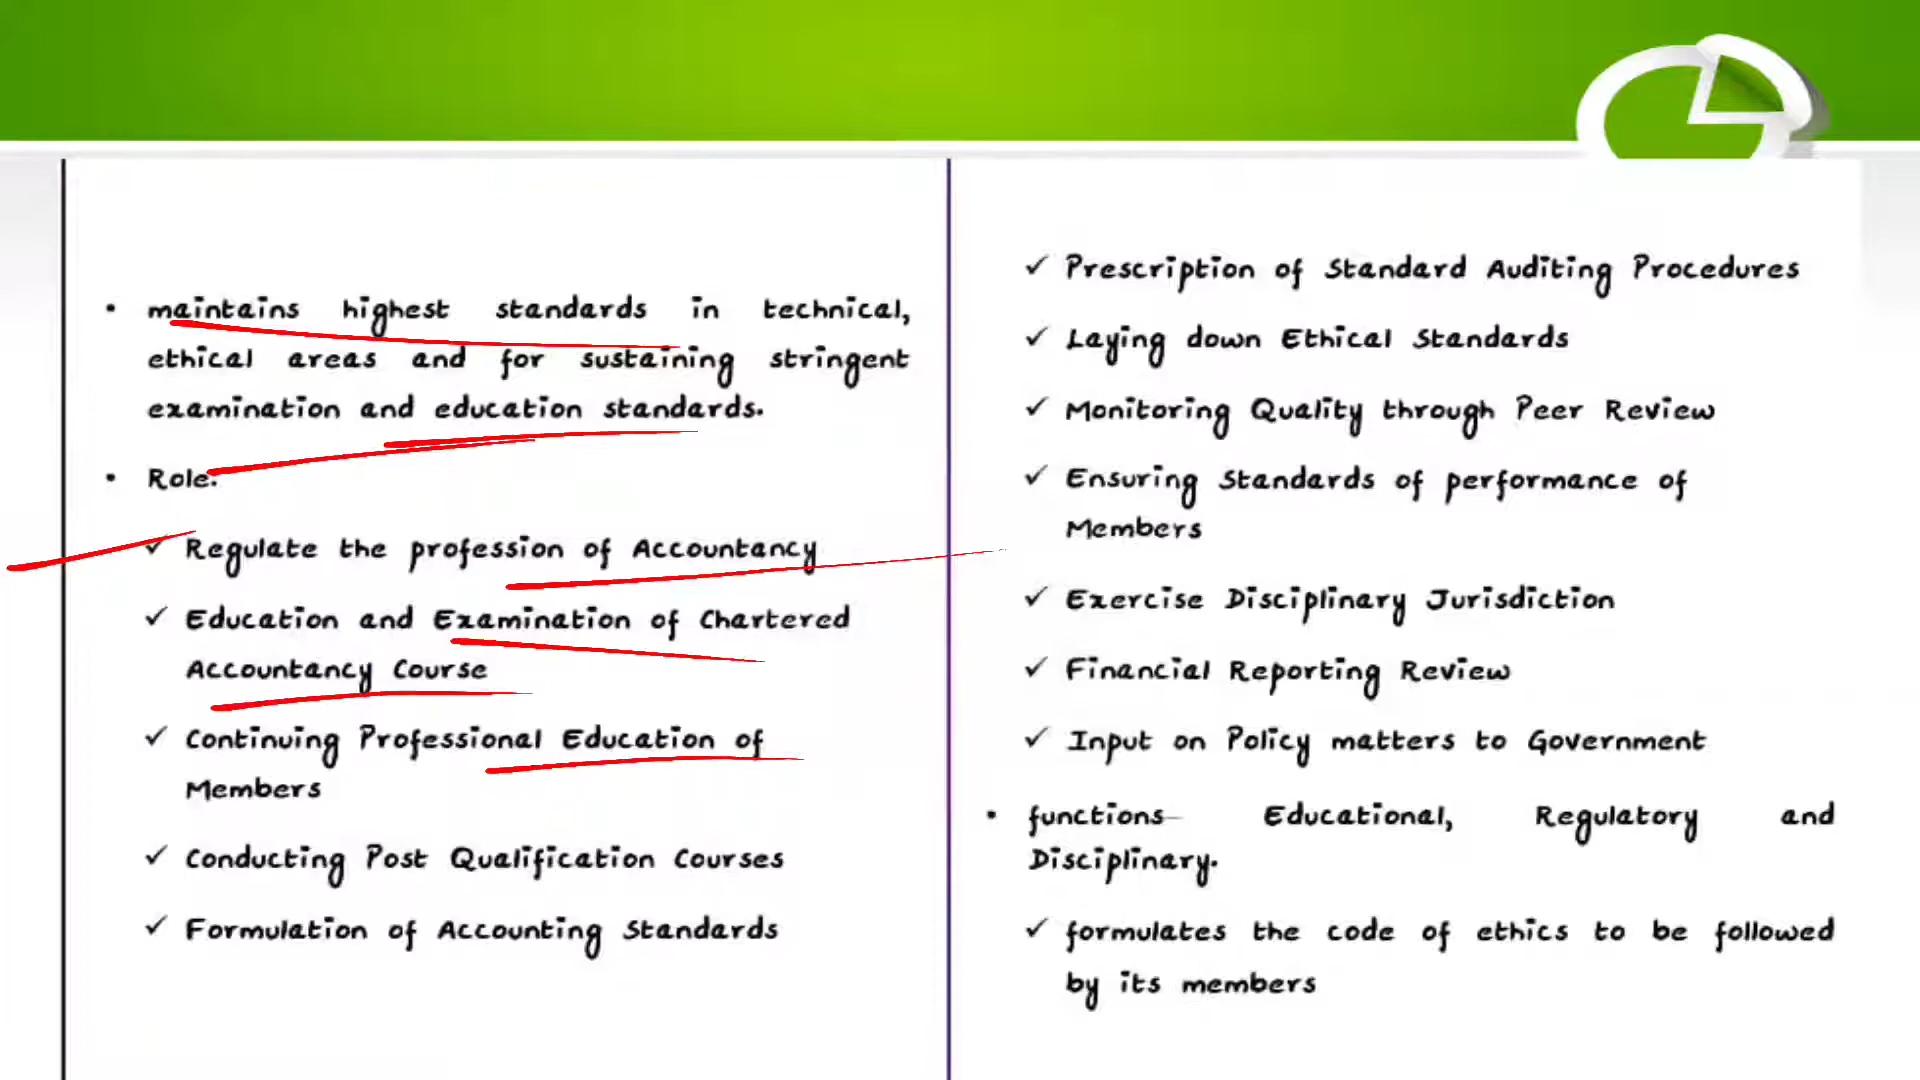 • maintains highest standards in technical,
ethical areas and for sustaining stringent
examination and education standards.
• Role:
✓ Regulate the profession of Accountancy
✓ Education and Examination of Chartered
Accountancy Course
✓ Continuing Professional Education of
Members
✓ Conducting Post Qualification Courses
✓ Formulation of Accounting Standards
✓ Prescription of Standard Auditing Procedures
✓ Laying down Ethical Standards
✓ Monitoring Quality through Peer Review
✓ Ensuring Standards of performance of
Members
✓ Exercise Disciplinary Jurisdiction
✓ Financial Reporting Review
✓ Input on Policy matters to Government
• functions– Educational, Regulatory and
Disciplinary.
✓ formulates the code of ethics to be followed
by its members